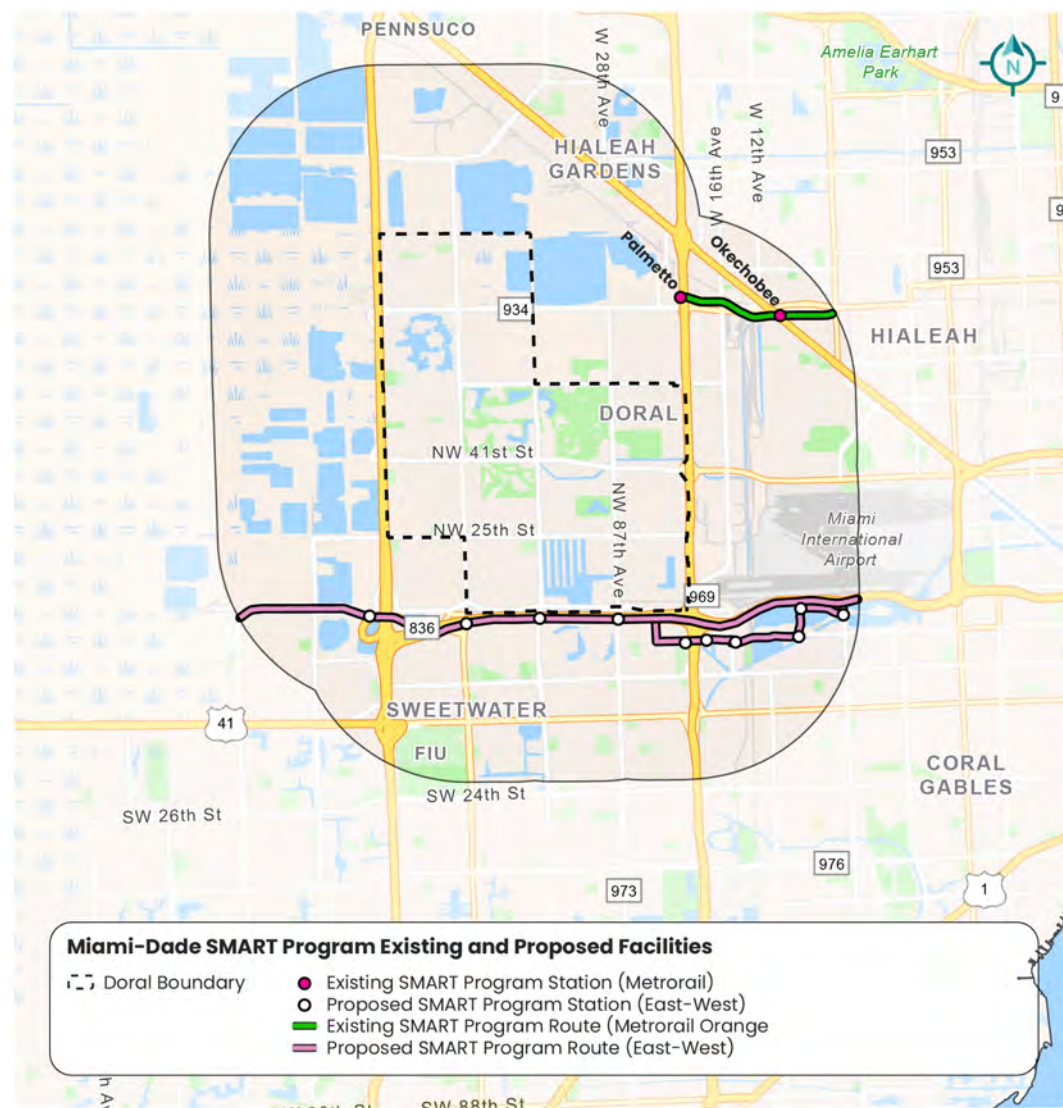 PENNSUCO
W 28th Ave
Amelia Earhart
Park
N
9
W 12th Ave
HIALEAH
GARDENS
953
W 16th Ave
9
Palmetto
Okechobee
953
934
HIALEAH
DORAL
NW 41st St
NW 25th St
NW 87th Ave
Miami
International
Airport
969
836
SWEETWATER
41
FIU
CORAL
GABLES
SW 24th St
SW 26th St
976
973
1
Miami-Dade SMART Program Existing and Proposed Facilities
Doral Boundary
Existing SMART Program Station (Metrorail)
Proposed SMART Program Station (East-West)
Existing SMART Program Route (Metrorail Orange
Proposed SMART Program Route (East-West)
SW 88th St